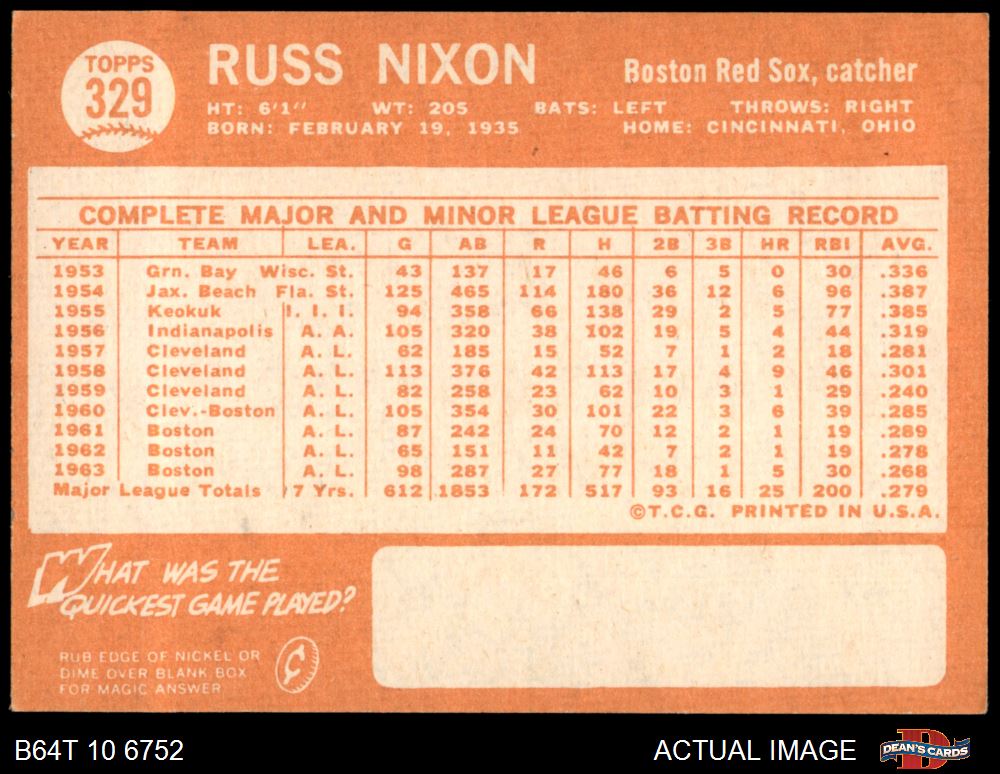 TOPPS
329
RUSS NIXON
Boston Red Sox, catcher
HT: 6'1" WT: 205 BATS: LEFT THROWS: RIGHT
BORN: FEBRUARY 19, 1935 HOME: CINCINNATI, OHIO
COMPLETE MAJOR AND MINOR LEAGUE BATTING RECORD
YEAR TEAM LEA. G AB R H 2B 3B HR RBI AVG.
1953 Grn. Bay Wisc. St. 43 137 17 46 6 5 0 30 .336
1954 Jax. Beach Fla. St. 125 465 114 180 36 12 6 96 .387
1955 Keokuk I. I. I. 94 358 66 138 29 2 5 77 .385
1956 Indianapolis A. A. 105 320 38 102 19 5 4 44 .319
1957 Cleveland A. L. 62 185 15 52 7 1 2 18 .281
1958 Cleveland A. L. 113 376 42 113 17 4 9 46 .301
1959 Cleveland A. L. 82 258 23 62 10 3 1 29 .240
1960 Clev.-Boston A. L. 105 354 30 101 22 3 6 39 .285
1961 Boston A. L. 87 242 24 70 12 2 1 19 .289
1962 Boston A. L. 65 151 11 42 7 2 1 19 .278
1963 Boston A. L. 98 287 27 77 18 1 5 30 .268
Major League Totals 7 Yrs. 612 1853 172 517 93 16 25 200 .279
©T.C.G. PRINTED IN U.S.A.
WHAT WAS THE
QUICKEST GAME PLAYED?
RUB EDGE OF NICKEL OR
DIME OVER BLANK BOX
FOR MAGIC ANSWER
¢
B64T 10 6752
ACTUAL IMAGE
DEAN'S CARDS